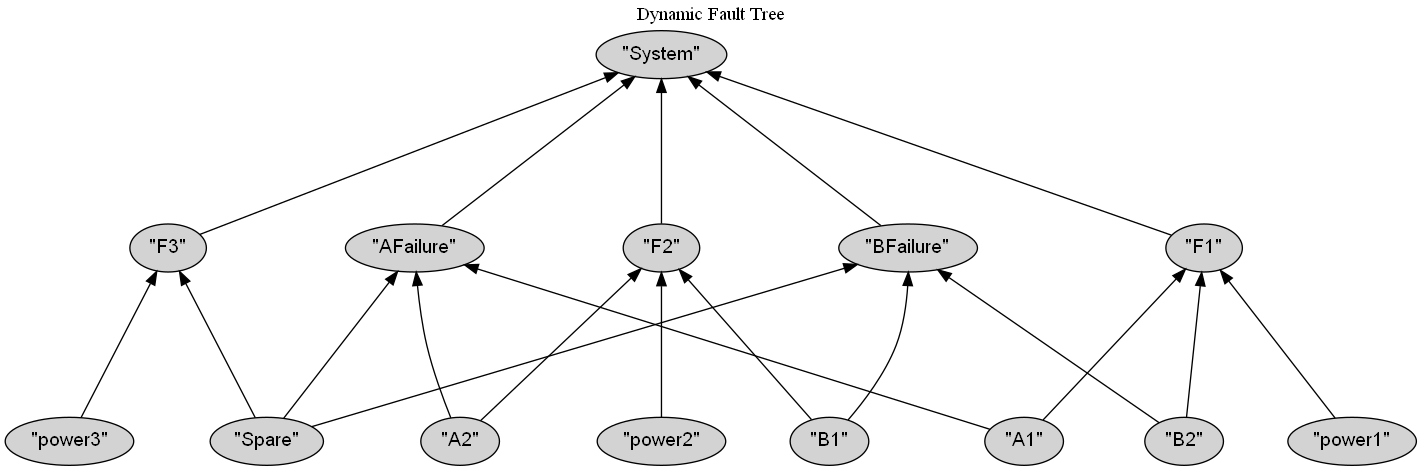 Dynamic Fault Tree
"System"
"F3"
"AFailure"
"F2"
"BFailure"
"F1"
"power3"
"Spare"
"A2"
"power2"
"B1"
"A1"
"B2"
"power1"